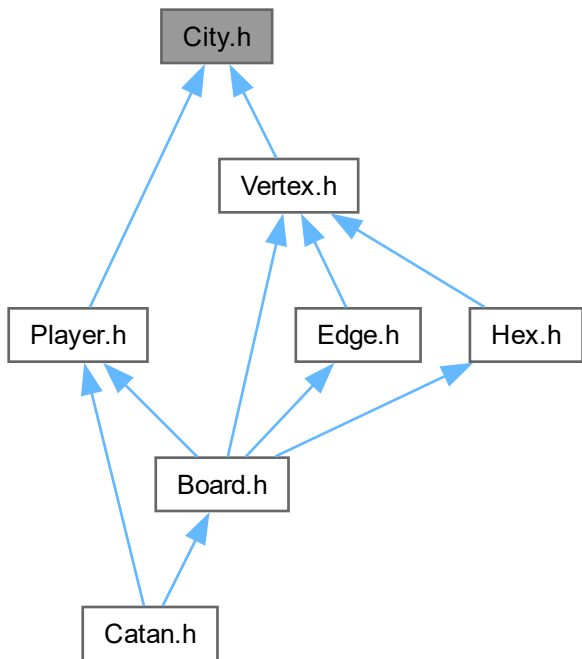 City.h
Vertex.h
Player.h
Edge.h
Hex.h
Board.h
Catan.h